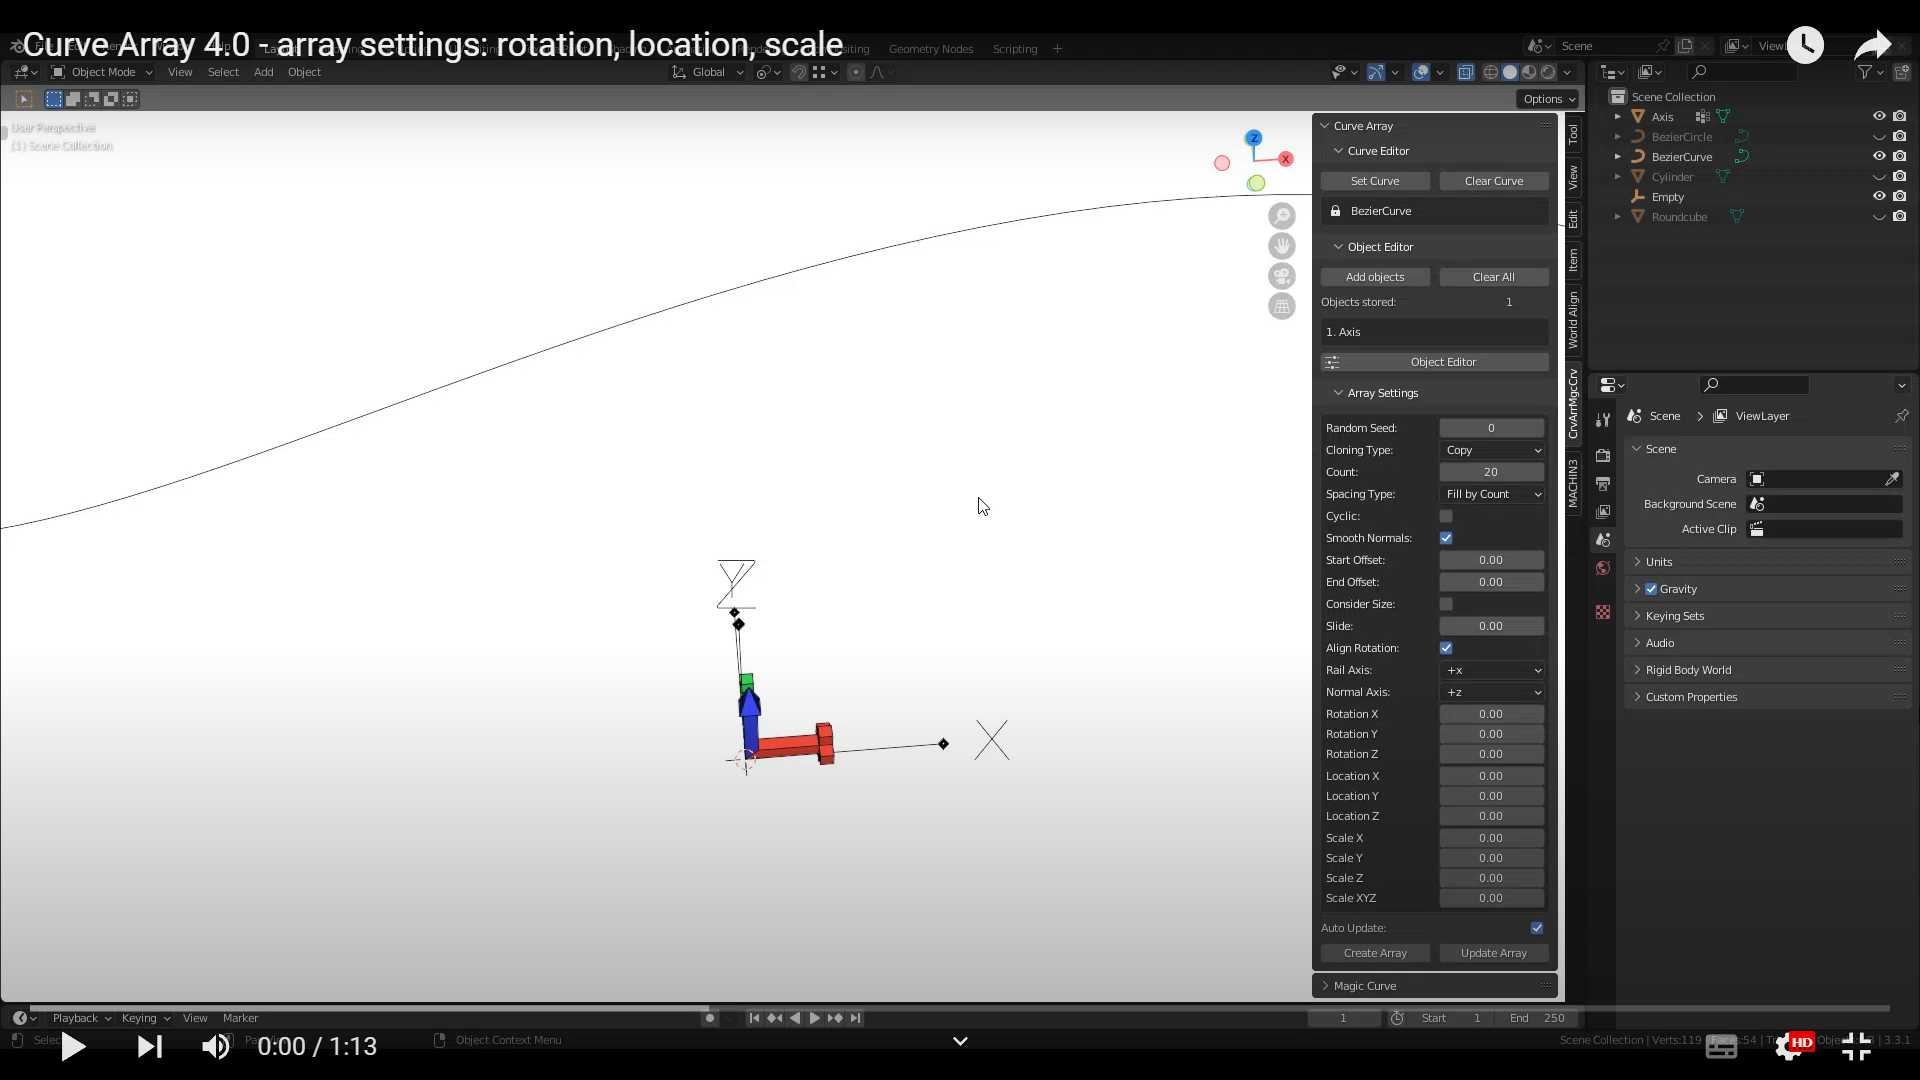 Curve Array 4.0 - array settings: rotation, location, scale
Geometry Nodes Scripting +
Scene
Object Mode View Select Add Object
Global
Options
User Perspective
(1) Scene Collection
Z
X
Curve Array
Curve Editor
Set Curve Clear Curve
BezierCurve
Object Editor
Add objects Clear All
Objects stored: 1
1. Axis
Object Editor
Array Settings
Random Seed: 0
Cloning Type: Copy
Count: 20
Spacing Type: Fill by Count
Cyclic:
Smooth Normals:
Start Offset: 0.00
End Offset: 0.00
Consider Size:
Slide: 0.00
Align Rotation:
Rail Axis: +x
Normal Axis: +z
Rotation X 0.00
Rotation Y 0.00
Rotation Z 0.00
Location X 0.00
Location Y 0.00
Location Z 0.00
Scale X 0.00
Scale Y 0.00
Scale Z 0.00
Scale XYZ 0.00
Auto Update:
Create Array Update Array
Magic Curve
Tool
View
Edit
Item
World Align
CrvArrMgcCrv
MACHIN3
Scene Collection
Axis
BezierCircle
BezierCurve
Cylinder
Empty
Roundcube
Scene > ViewLayer
Scene
Camera
Background Scene
Active Clip
Units
Gravity
Keying Sets
Audio
Rigid Body World
Custom Properties
Z
Y
X
Playback Keying View Marker
1 Start 1 End 250
Object Context Menu
Scene Collection | Verts:119
3.3.1
0:00 / 1:13
HD